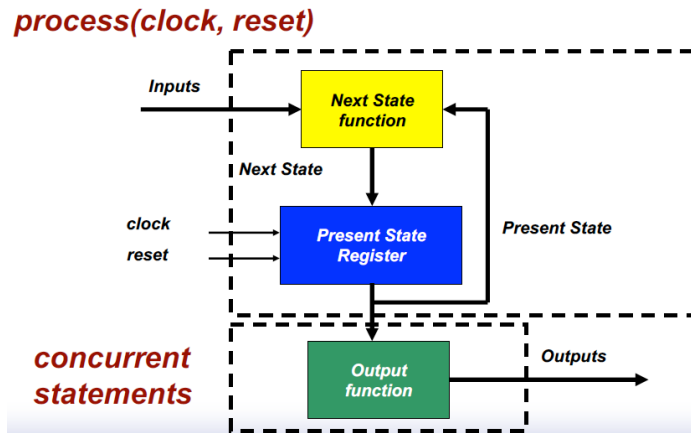 process(clock, reset)
Inputs
Next State
function
Next State
clock
reset
Present State
Register
Present State
concurrent
statements
Output
function
Outputs